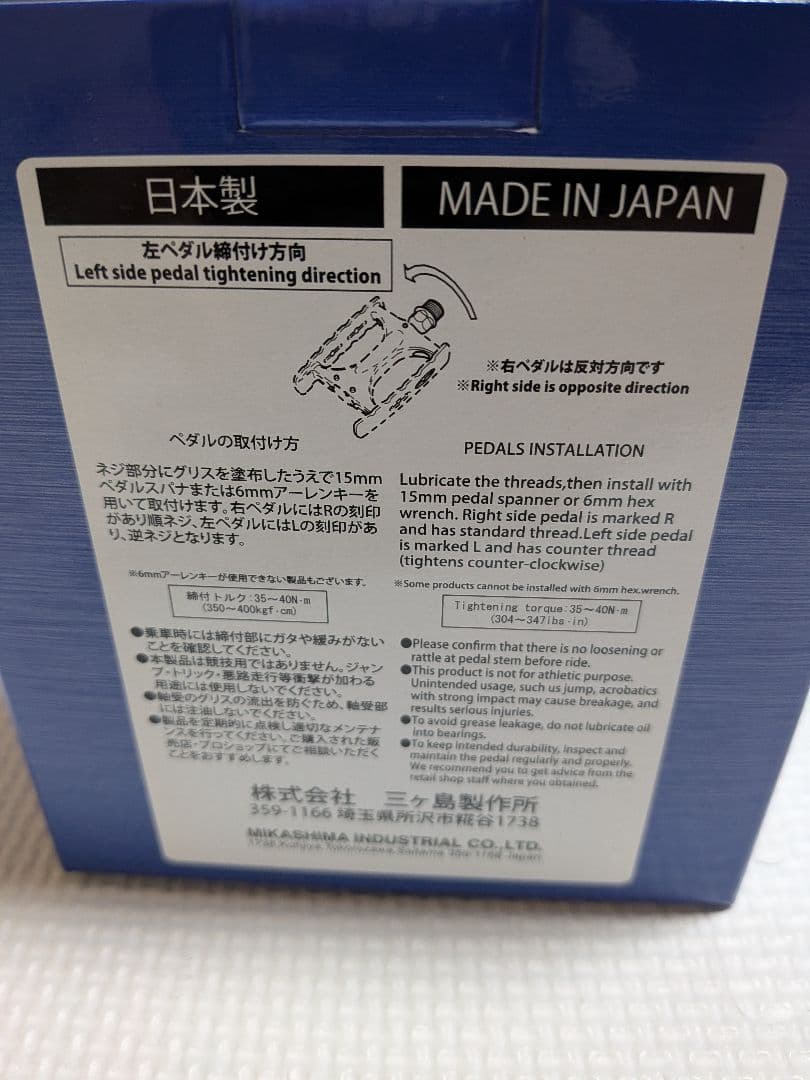 日本製
MADE IN JAPAN
左ペダル締付け方向
Left side pedal tightening direction
※右ペダルは反対方向です
※Right side is opposite direction
ペダルの取付け方
ネジ部分にグリスを塗布したうえで15mm
ペダルスパナまたは6mmアーレンキーを
用いて取付けます。右ペダルにはRの刻印
があり順ネジ、左ペダルにはLの刻印があ
り、逆ネジとなります。
※6mmアーレンキーが使用できない製品もございます。
締付トルク:35～40N·m
(350～400kgf·cm)
●乗車時には締付部にガタや緩みがない
ことを確認してください。
●本製品は競技用ではありません。ジャン
プ・トリック・悪路走行等衝撃が加わる
用途には使用しないでください。
●軸受のグリスの流出を防ぐため、軸受部
には注油しないでください。
●製品を定期的に点検し適切なメンテナ
ンスを行ってください。ご購入された販
売店・プロショップにてご相談いただく
ことをおすすめします。
PEDALS INSTALLATION
Lubricate the threads,then install with
15mm pedal spanner or 6mm hex
wrench. Right side pedal is marked R
and has standard thread.Left side pedal
is marked L and has counter thread
(tightens counter-clockwise)
※Some products cannot be installed with 6mm hex.wrench.
Tightening torque:35～40N·m
(304～347lbs·in)
●Please confirm that there is no loosening or
rattle at pedal stem before ride.
●This product is not for athletic purpose.
Unintended usage, such us jump, acrobatics
with strong impact may cause breakage, and
results serious injuries.
●To avoid grease leakage, do not lubricate oil
into bearings.
●To keep intended durability, inspect and
maintain the pedal regularly and properly.
We recommend you to get advice from the
retail shop staff where you obtained.
株式会社 三ヶ島製作所
359-1166 埼玉県所沢市糀谷1738
MIKASHIMA INDUSTRIAL CO.,LTD.
1738 Kojiya Tokorozawa Saitama 359-1166 Japan